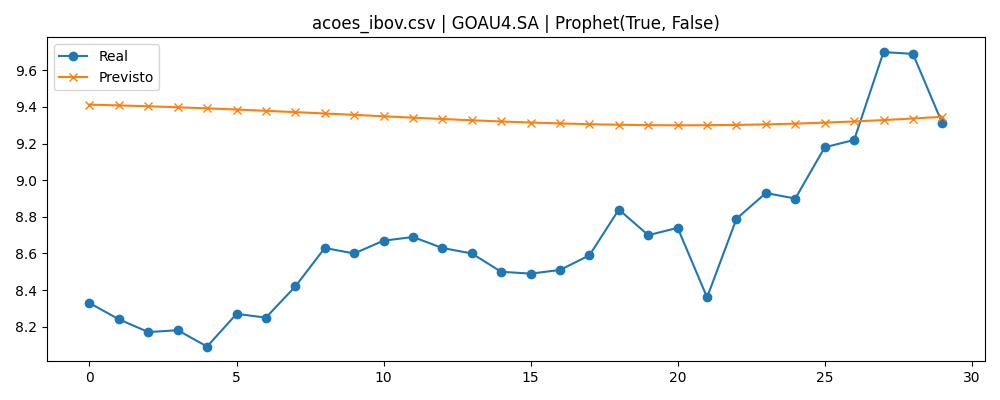 acoes_ibov.csv | GOAU4.SA | Prophet(True, False)
Real
Previsto
9.6
9.4
9.2
9.0
8.8
8.6
8.4
8.2
0 5 10 15 20 25 30